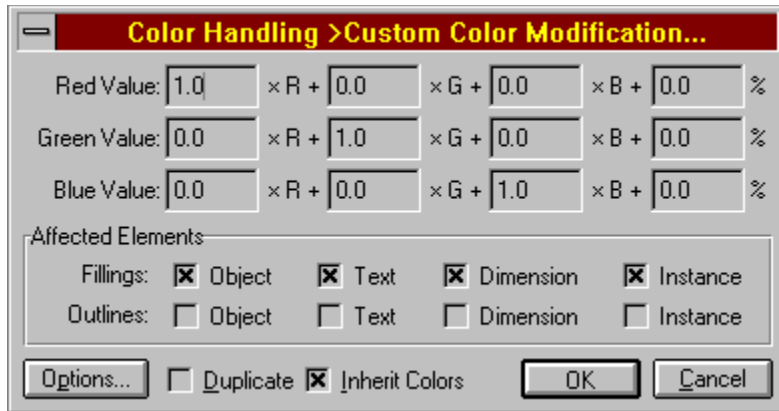 Color Handling >Custom Color Modification...
Red Value: 1.0 × R + 0.0 × G + 0.0 × B + 0.0 %
Green Value: 0.0 × R + 1.0 × G + 0.0 × B + 0.0 %
Blue Value: 0.0 × R + 0.0 × G + 1.0 × B + 0.0 %
Affected Elements
Fillings: Object Text Dimension Instance
Outlines: Object Text Dimension Instance
Options... Duplicate Inherit Colors OK Cancel